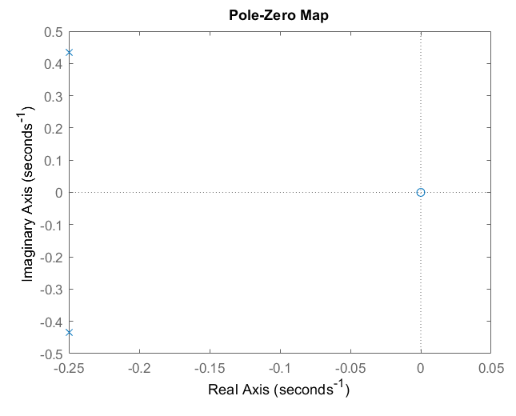 Pole-Zero Map
Imaginary Axis (seconds⁻¹)
0.5
0.4
0.3
0.2
0.1
0
-0.1
-0.2
-0.3
-0.4
-0.5
-0.25 -0.2 -0.15 -0.1 -0.05 0 0.05
Real Axis (seconds⁻¹)